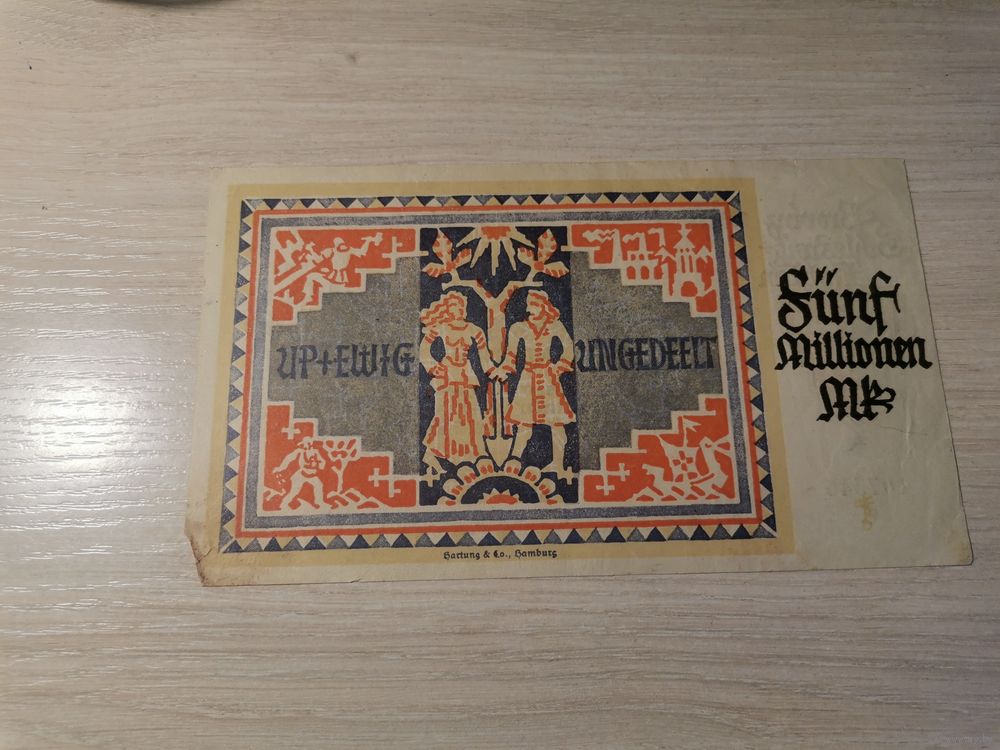 UP+EWIG UNGEDEELT
Fünf
Millionen
Mk
Hartung & Co., Hamburg